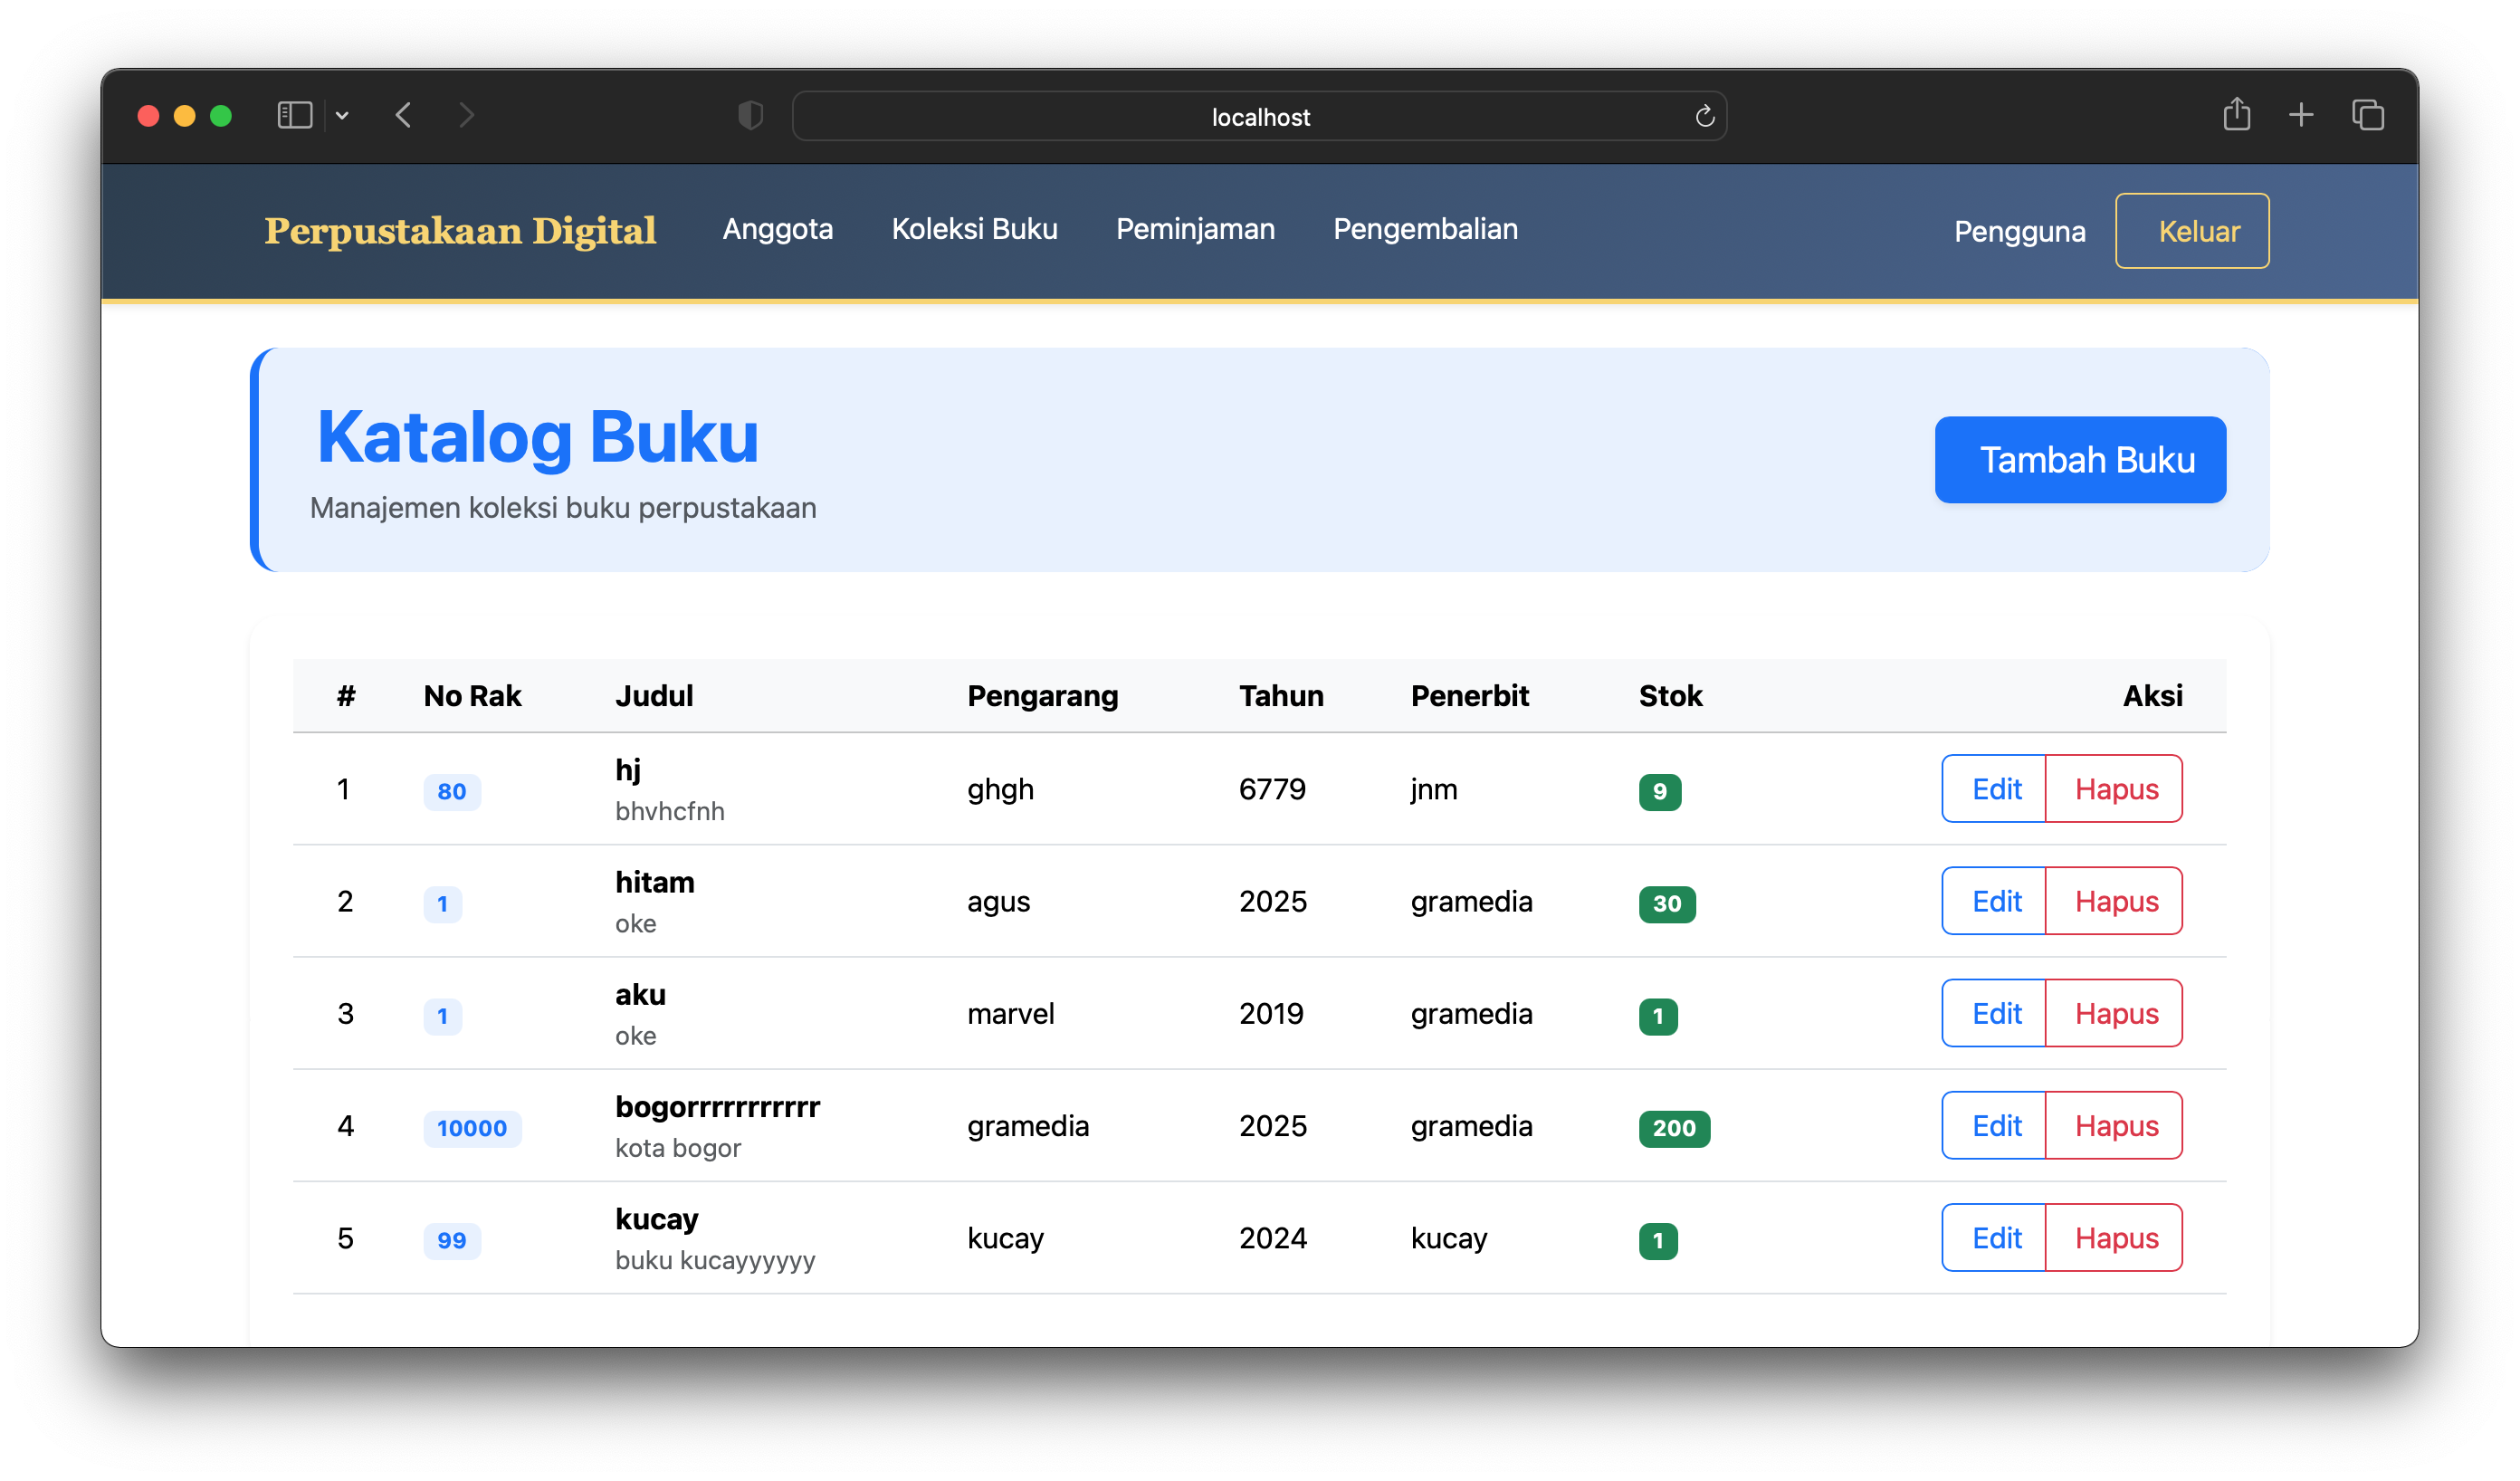 localhost
Perpustakaan Digital Anggota Koleksi Buku Peminjaman Pengembalian Pengguna Keluar
Katalog Buku
Manajemen koleksi buku perpustakaan
Tambah Buku
# No Rak Judul Pengarang Tahun Penerbit Stok Aksi
1 80 hj ghgh 6779 jnm 9 Edit Hapus
bhvhcfnh
2 1 hitam agus 2025 gramedia 30 Edit Hapus
oke
3 1 aku marvel 2019 gramedia 1 Edit Hapus
oke
4 10000 bogorrrrrrrrrrr gramedia 2025 gramedia 200 Edit Hapus
kota bogor
5 99 kucay kucay 2024 kucay 1 Edit Hapus
buku kucayyyyyy